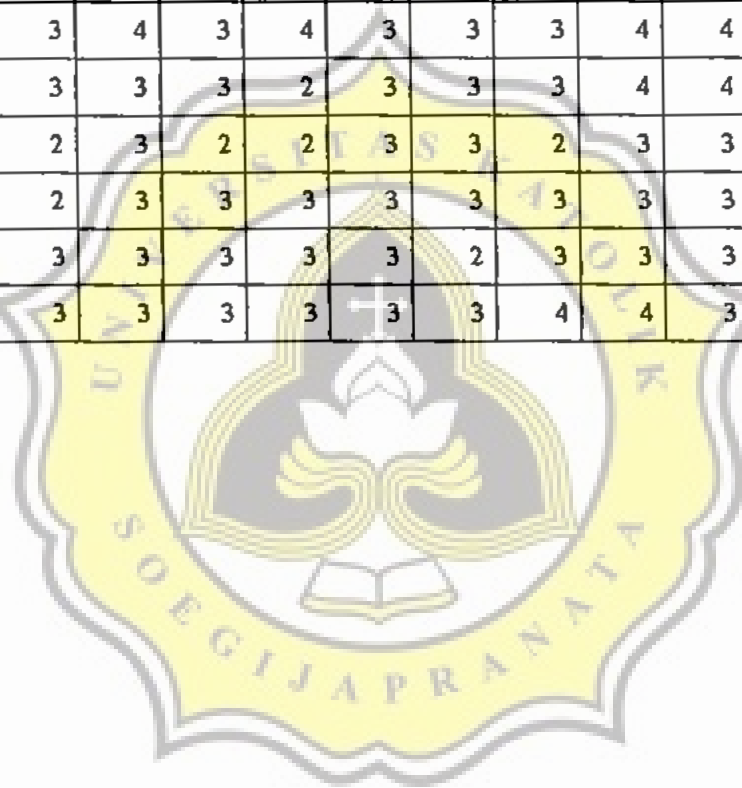 3 4 3 4 3 3 3 4 4
3 3 3 2 3 3 3 4 4
2 3 2 2 3 3 2 3 3
2 3 3 3 3 3 3 3 3
3 3 3 3 3 2 3 3 3
3 3 3 3 3 3 4 4 3
UNIVERSITAS KATOLIK
SOEGIJAPRANATA